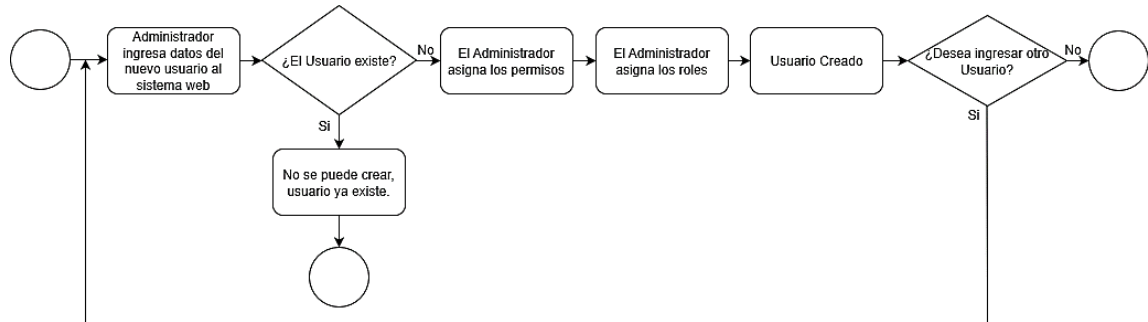 Administrador
ingresa datos del
nuevo usuario al
sistema web
¿El Usuario existe?
No
El Administrador
asigna los permisos
El Administrador
asigna los roles
Usuario Creado
¿Desea ingresar otro
Usuario?
No
Si
Si
No se puede crear,
usuario ya existe.